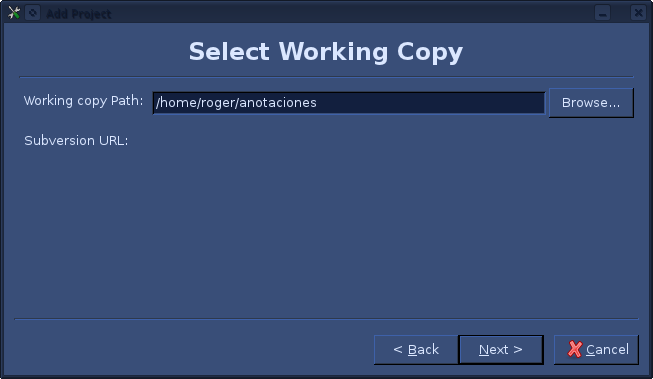 Add Project
Select Working Copy
Working copy Path: /home/roger/anotaciones Browse...
Subversion URL:
< Back Next > Cancel